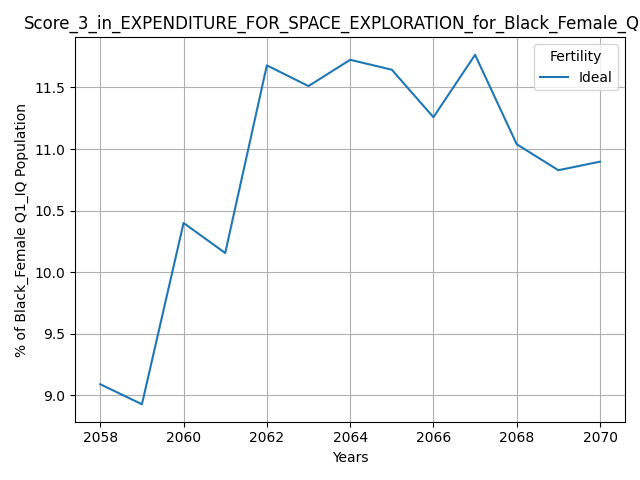 Score_3_in_EXPENDITURE_FOR_SPACE_EXPLORATION_for_Black_Female_Q
Fertility
Ideal
% of Black_Female Q1_IQ Population
11.5
11.0
10.5
10.0
9.5
9.0
2058 2060 2062 2064 2066 2068 2070
Years